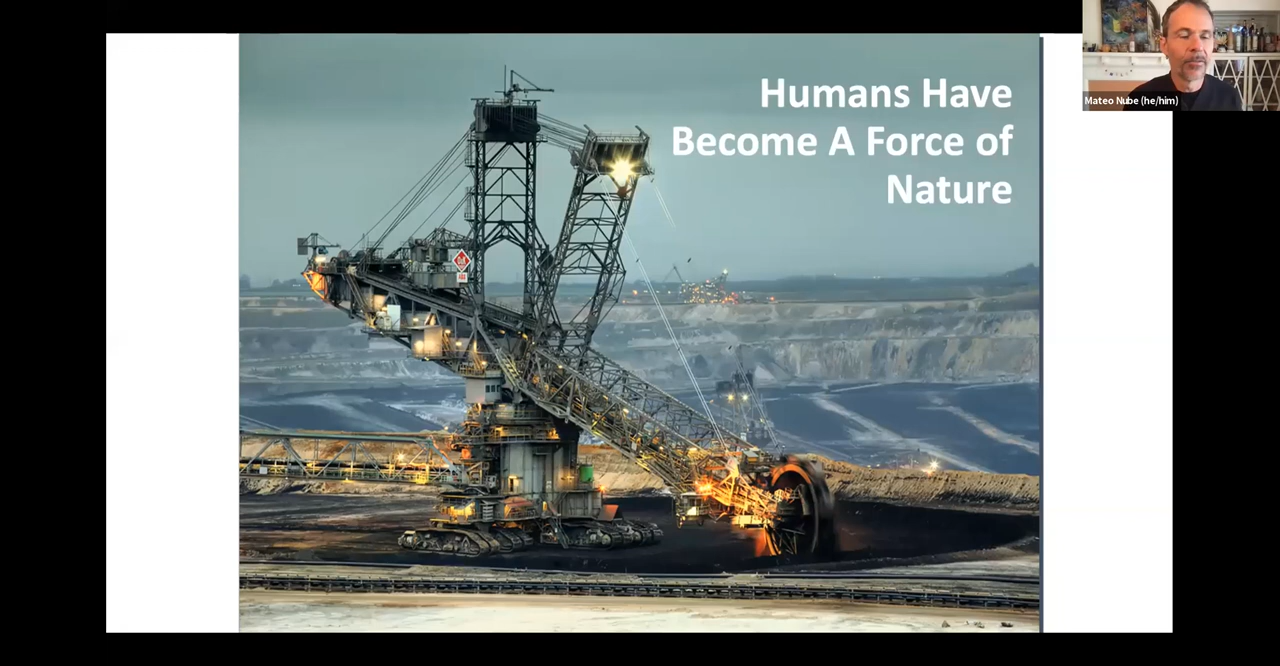 Humans Have
Become A Force of
Nature
Mateo Nube (he/him)